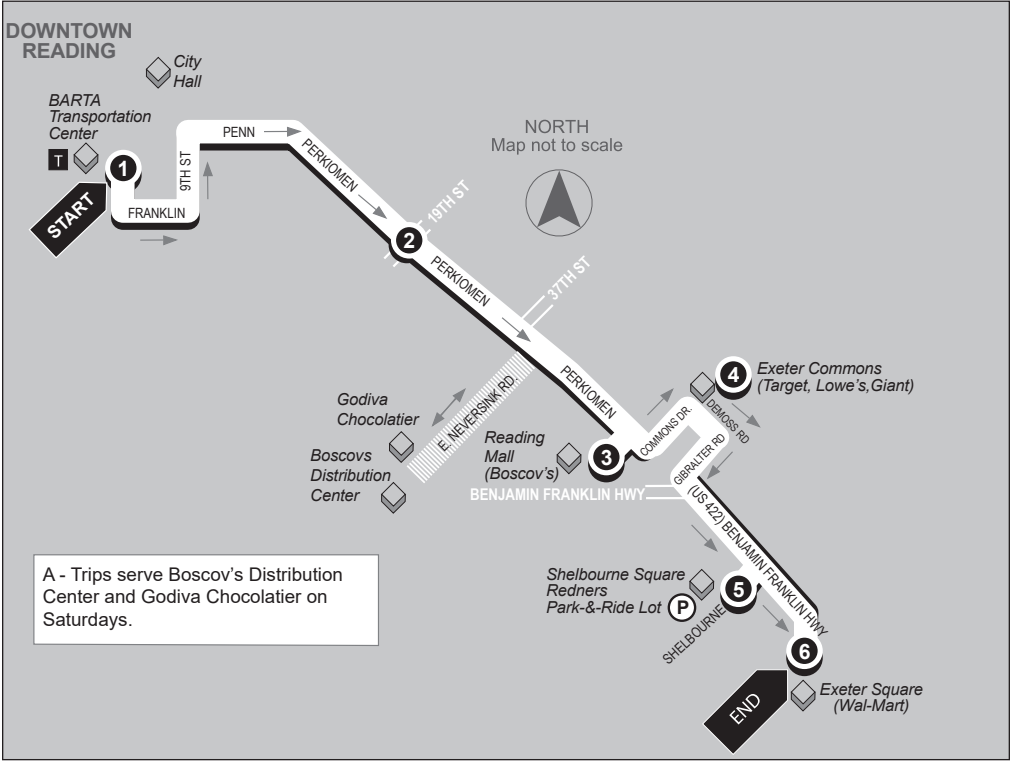 DOWNTOWN
READING
City
Hall
BARTA
Transportation
Center
T
1
START
FRANKLIN
9TH ST
PENN
PERKIOMEN
NORTH
Map not to scale
19TH ST
2
PERKIOMEN
37TH ST
E. NEVERSINK RD.
Godiva
Chocolatier
Boscovs
Distribution
Center
PERKIOMEN
Reading
Mall
(Boscov's)
3
COMMONS DR.
4
Exeter Commons
(Target, Lowe's,Giant)
DEMOSS RD
GIBRALTER RD
BENJAMIN FRANKLIN HWY
(US 422) BENJAMIN FRANKLIN HWY
Shelbourne Square
Redners
Park-&-Ride Lot
P
5
SHELBOURNE
6
END
Exeter Square
(Wal-Mart)
A - Trips serve Boscov's Distribution
Center and Godiva Chocolatier on
Saturdays.